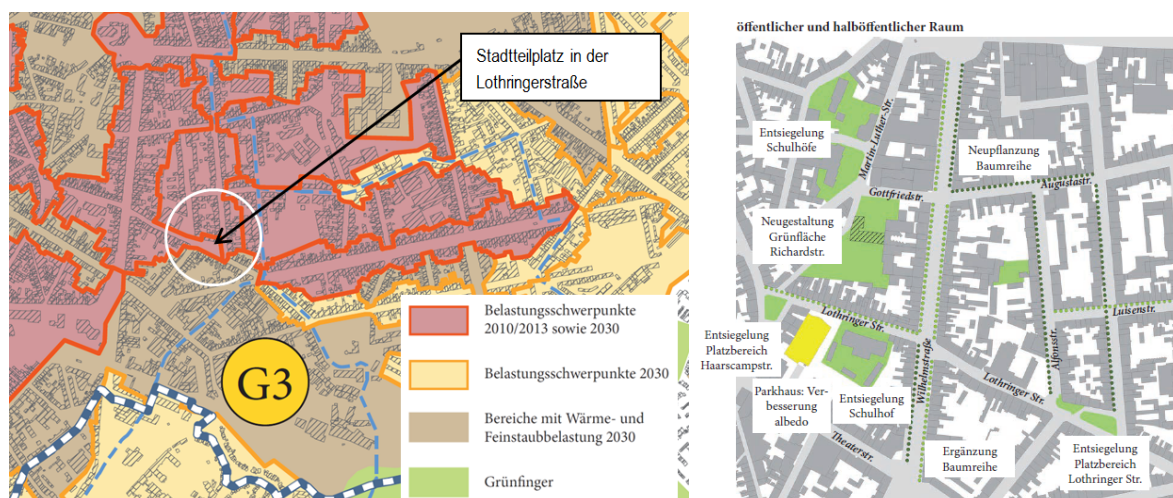 Stadtteilplatz in der
Lothringerstraße
G3
Belastungsschwerpunkte
2010/2013 sowie 2030
Belastungsschwerpunkte 2030
Bereiche mit Wärme- und
Feinstaubbelastung 2030
Grünfinger
öffentlicher und halböffentlicher Raum
Entsiegelung
Schulhöfe
Martin-Luther-Str.
Neupflanzung
Baumreihe
Augustastr.
Gottfriedstr.
Neugestaltung
Grünfläche
Richardstr.
Lothringer Str.
Luisenstr.
Entsiegelung
Platzbereich
Haarscampstr.
Wilhelmstraße
Alfonsstr.
Lothringer Str.
Parkhaus: Ver-
besserung
albedo
Entsiegelung
Schulhof
Theaterstr.
Ergänzung
Baumreihe
Entsiegelung
Platzbereich
Lothringer Str.